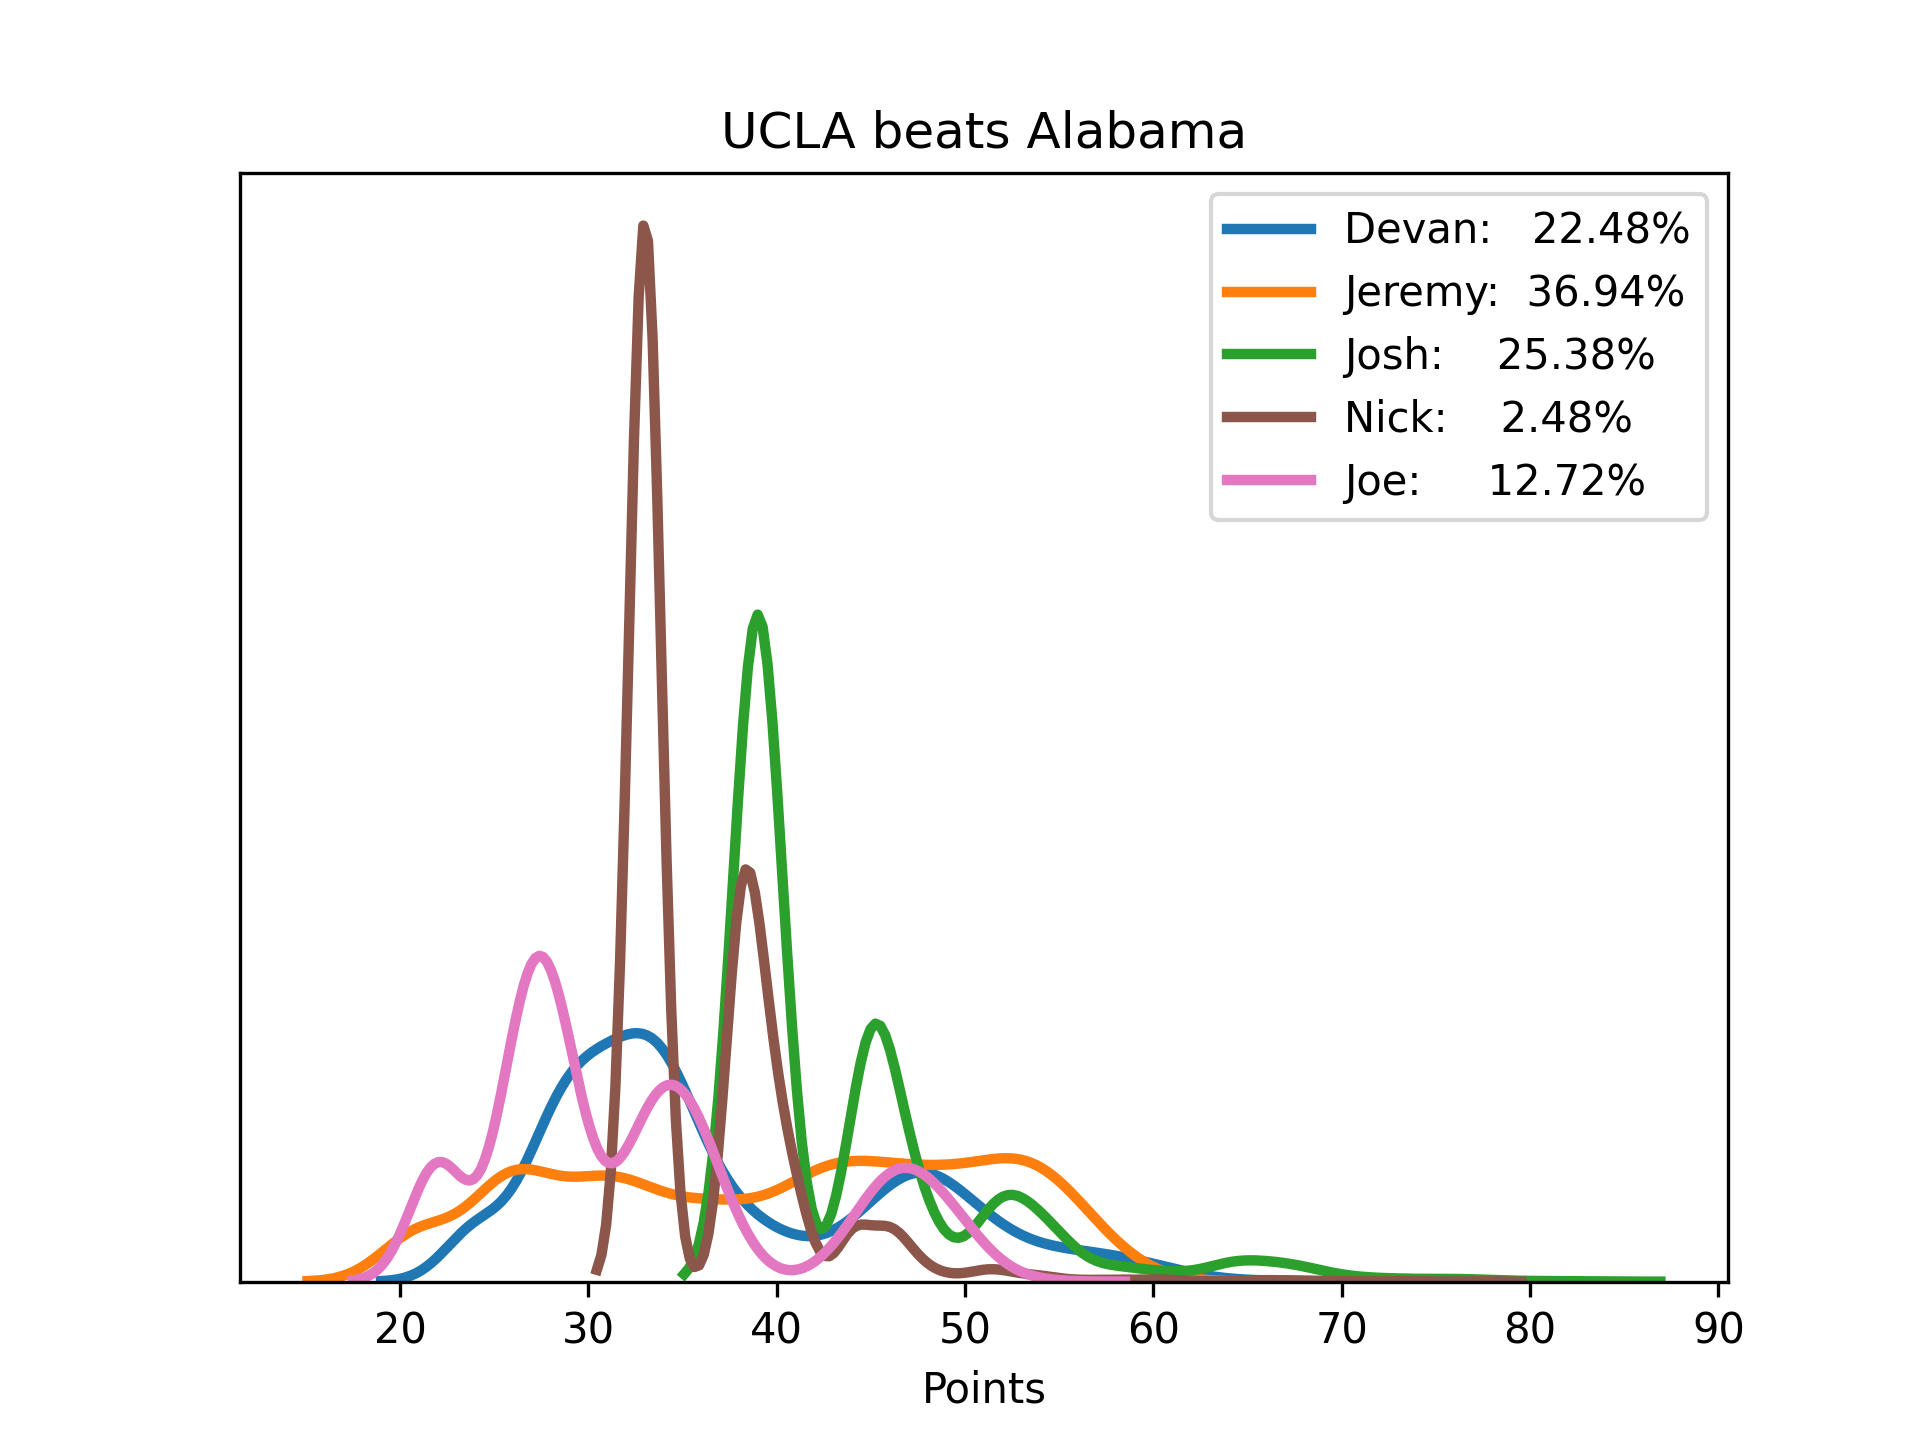 UCLA beats Alabama
Devan: 22.48%
Jeremy: 36.94%
Josh: 25.38%
Nick: 2.48%
Joe: 12.72%
20 30 40 50 60 70 80 90
Points